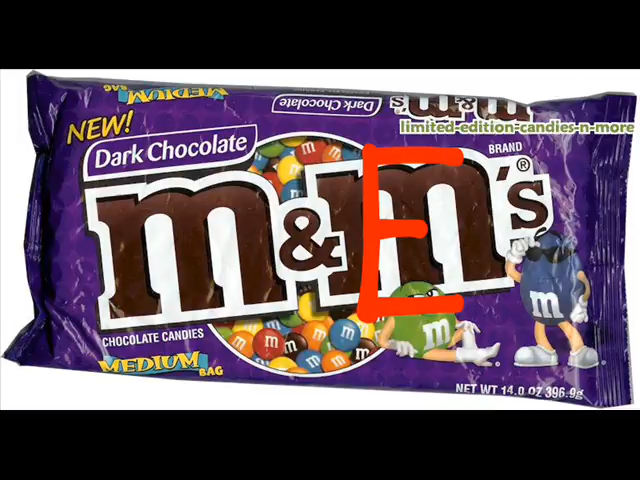 MEDIUM BAG
Dark Chocolate
m&m's
limited-edition-candies-n-more
NEW!
Dark Chocolate
BRAND
m&m's®
E
CHOCOLATE CANDIES
MEDIUM BAG
NET WT 14.0 OZ 396.9g